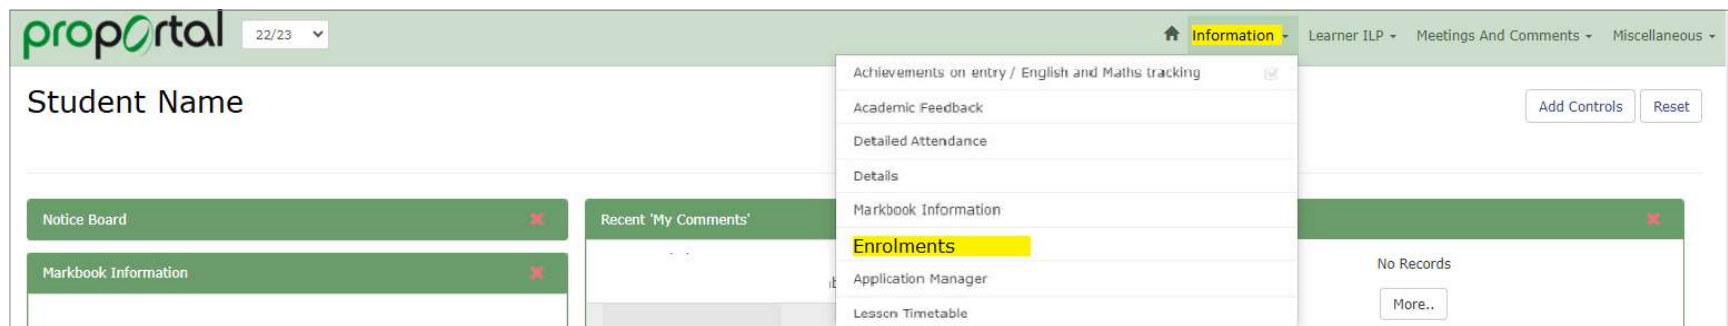 proportal 22/23 Information Learner ILP Meetings And Comments Miscellaneous
Student Name
Add Controls Reset
Achievements on entry / English and Maths tracking
Academic Feedback
Detailed Attendance
Details
Markbook Information
Enrolments
Application Manager
Lesson Timetable
Notice Board
Markbook Information
Recent 'My Comments'
No Records
More..